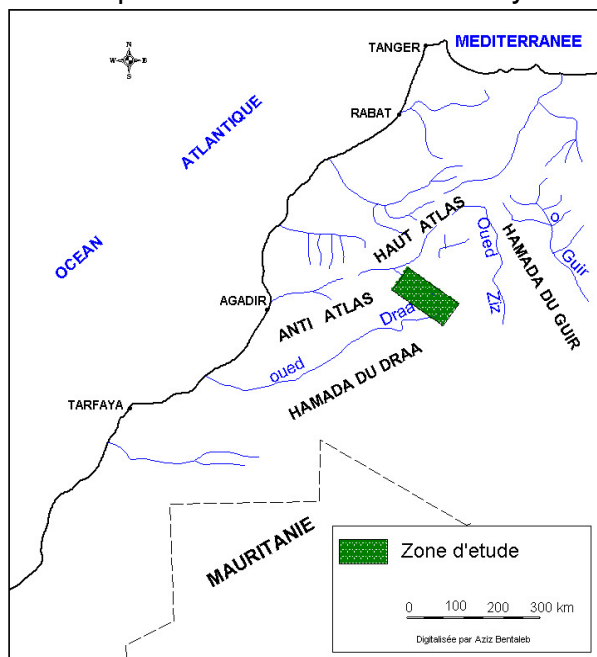 N
W
E
S
TANGER
MEDITERRANEE
RABAT
ATLANTIQUE
OCEAN
HAUT ATLAS
Oued
Ziz
HAMADA DU GUIR
O
Guir
AGADIR
ANTI ATLAS
Draa
oued
HAMADA DU DRAA
TARFAYA
MAURITANIE
Zone d'etude
0 100 200 300 km
Digitalisée par Aziz Bentaleb